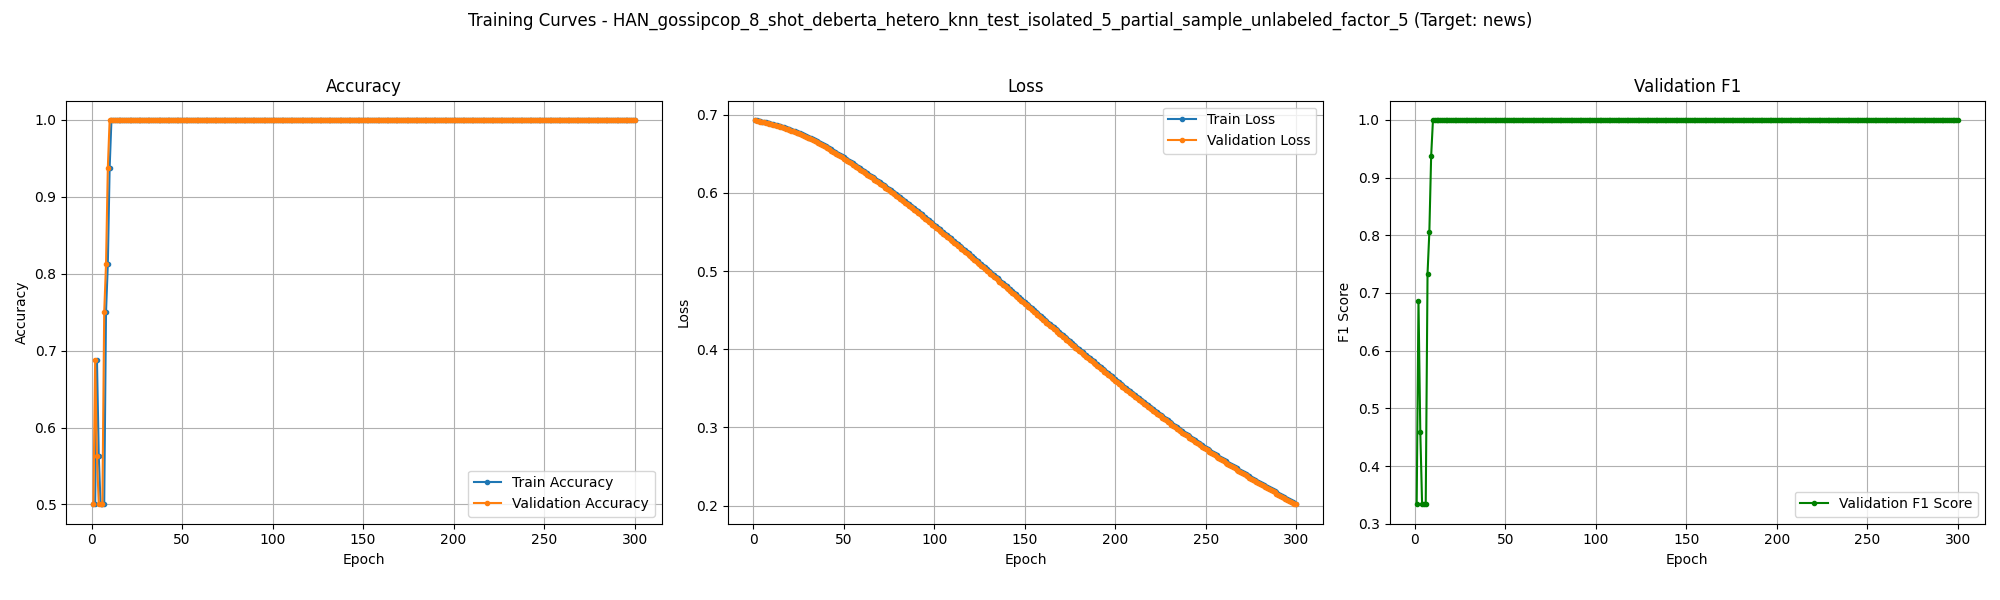 Training Curves - HAN_gossipcop_8_shot_deberta_hetero_knn_test_isolated_5_partial_sample_unlabeled_factor_5 (Target: news)
Accuracy
Accuracy
1.0
0.9
0.8
0.7
0.6
0.5
0 50 100 150 200 250 300
Epoch
Train Accuracy
Validation Accuracy
Loss
Loss
0.7
0.6
0.5
0.4
0.3
0.2
0 50 100 150 200 250 300
Epoch
Train Loss
Validation Loss
Validation F1
F1 Score
1.0
0.9
0.8
0.7
0.6
0.5
0.4
0.3
0 50 100 150 200 250 300
Epoch
Validation F1 Score